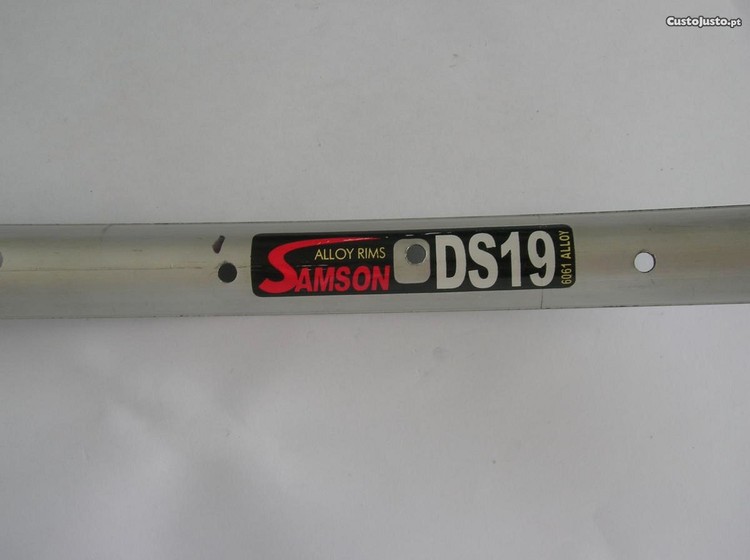 CustoJusto.pt
ALLOY RIMS
SAMSON
DS19
6061 ALLOY